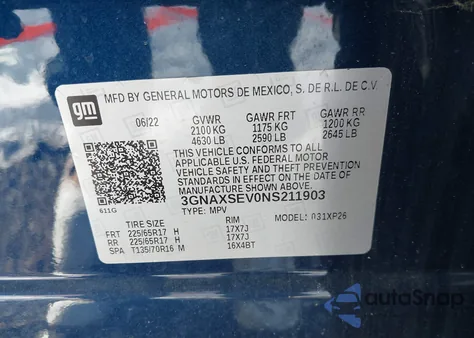 gm
MFD BY GENERAL MOTORS DE MEXICO, S. DE R.L. DE C.V
06/22 GVWR GAWR FRT GAWR RR
2100 KG 1175 KG 1200 KG
4630 LB 2590 LB 2645 LB
THIS VEHICLE CONFORMS TO ALL
APPLICABLE U.S. FEDERAL MOTOR
VEHICLE SAFETY AND THEFT PREVENTION
STANDARDS IN EFFECT ON THE DATE OF
MANUFACTURE SHOWN ABOVE.
3GNAXSEV0NS211903
611G TYPE: MPV MODEL: 031XP26
TIRE SIZE RIM
FRT 225/65R17 H 17X7J
RR 225/65R17 H 17X7J
SPA T135/70R16 M 16X4BT
autoSnap